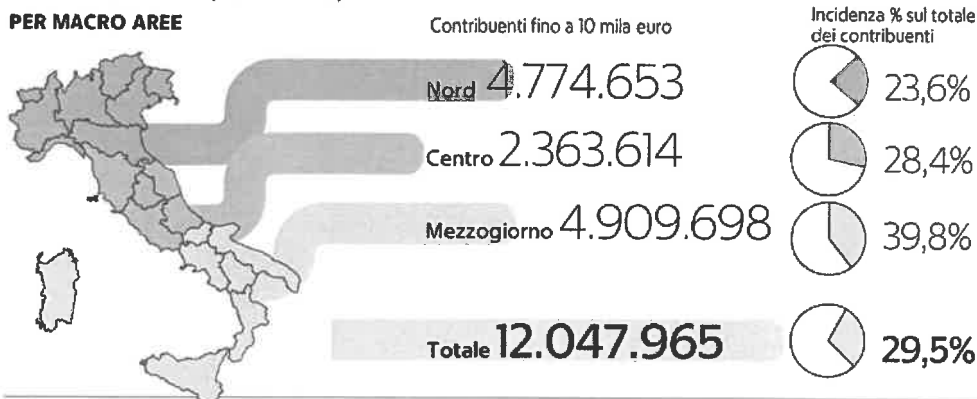 PER MACRO AREE
Contribuenti fino a 10 mila euro
Incidenza % sul totale
dei contribuenti
Nord 4.774.653
23,6%
Centro 2.363.614
28,4%
Mezzogiorno 4.909.698
39,8%
Totale 12.047.965
29,5%